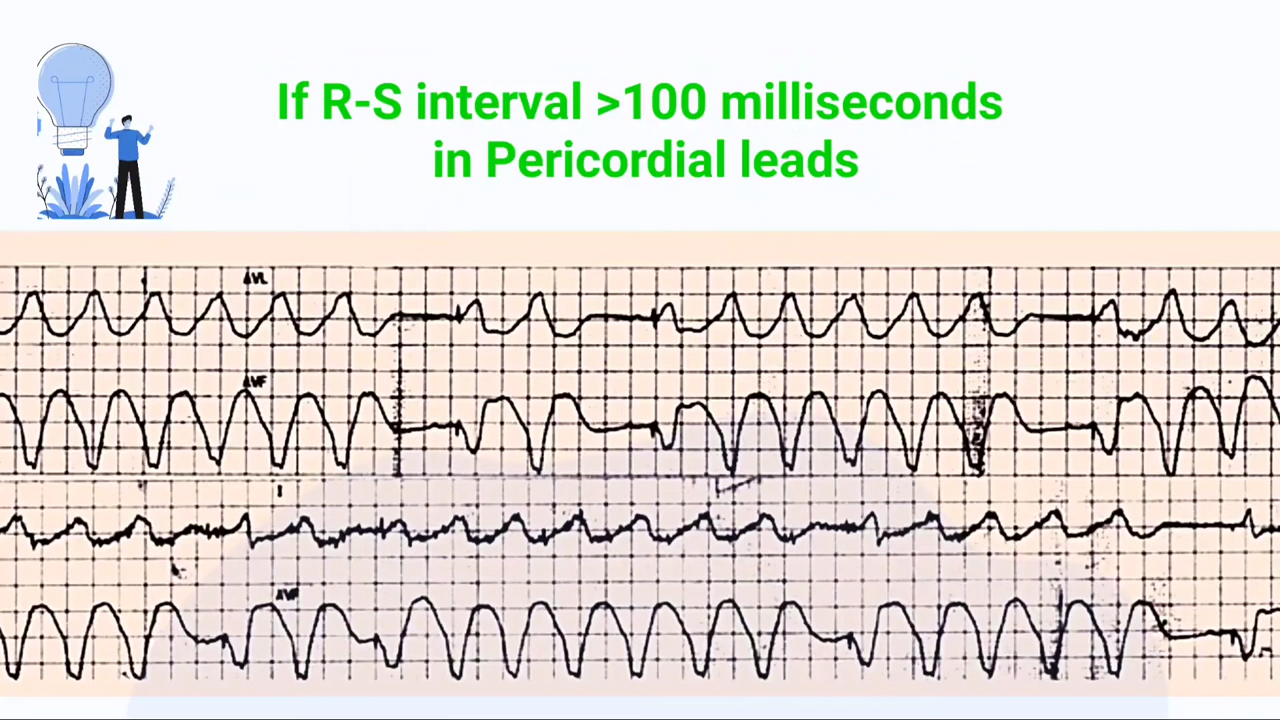 If R-S interval >100 milliseconds
in Pericordial leads
AVL
AVF
I
AVF